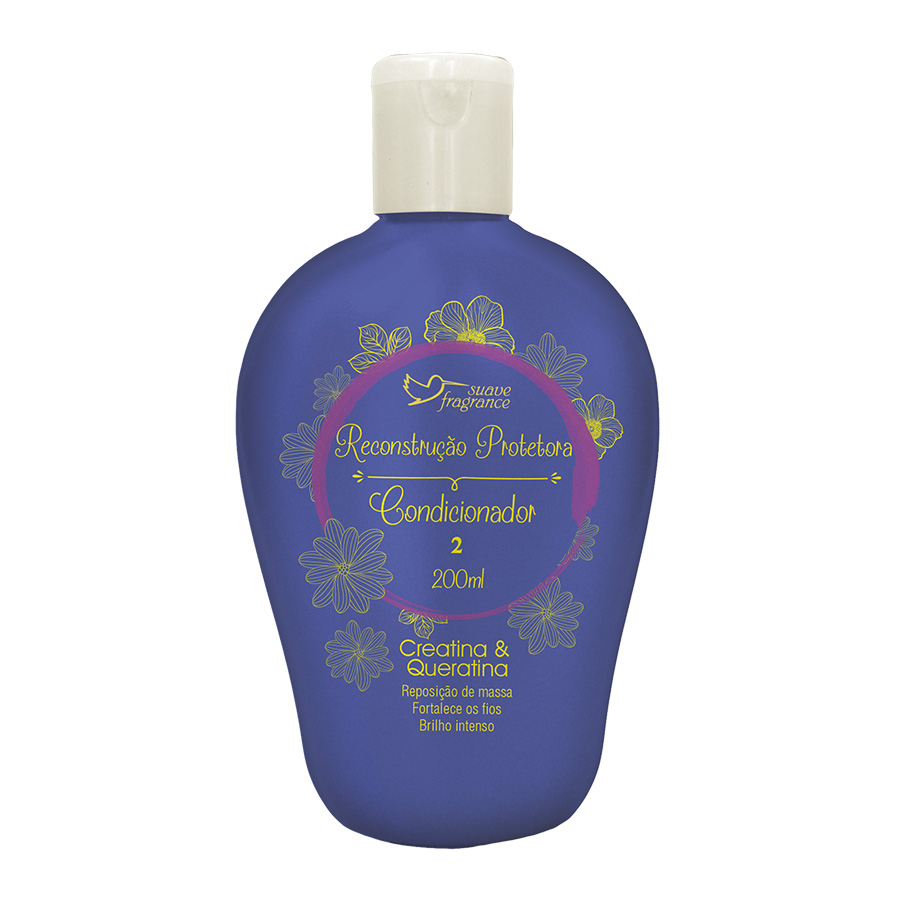 suave
fragrance
Reconstrução Protetora
Condicionador
2
200ml
Creatina &
Queratina
Reposição de massa
Fortalece os fios
Brilho intenso